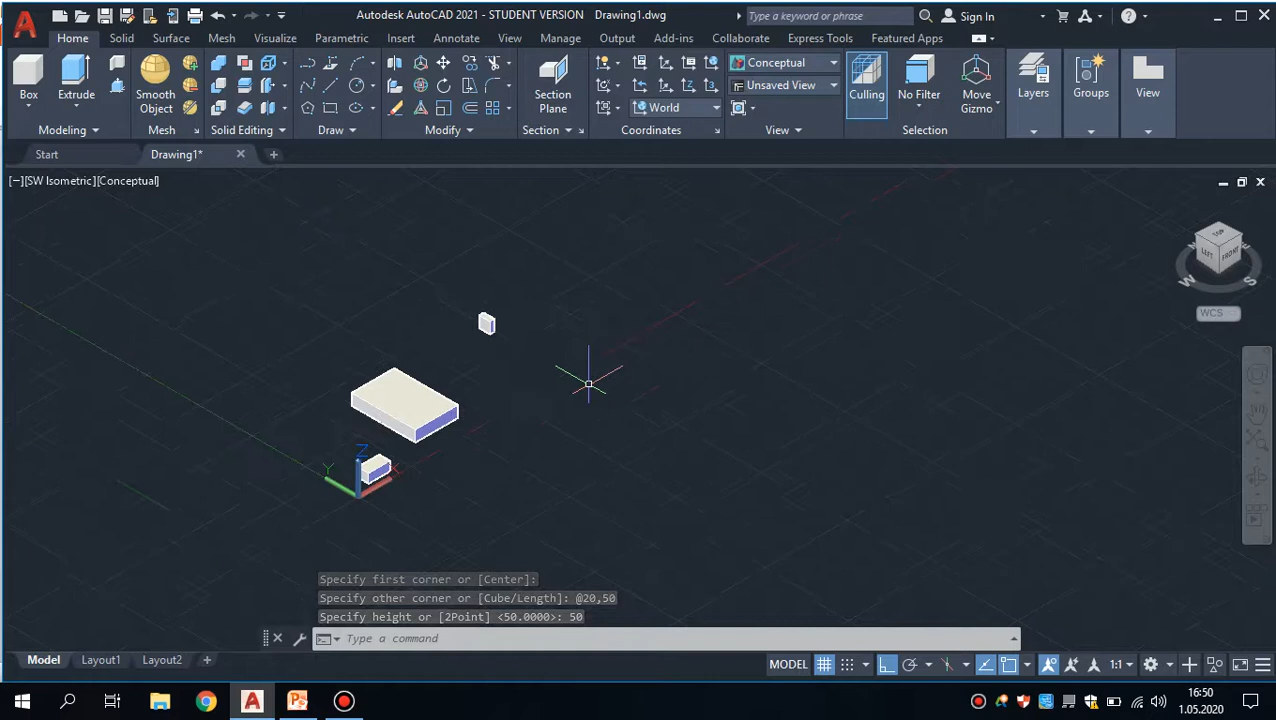 Autodesk AutoCAD 2021 - STUDENT VERSION Drawing1.dwg
Type a keyword or phrase
Sign In
Home Solid Surface Mesh Visualize Parametric Insert Annotate View Manage Output Add-ins Collaborate Express Tools Featured Apps
Box
Extrude
Smooth
Object
Section
Plane
World
Conceptual
Unsaved View
Culling
No Filter
Move
Gizmo
Layers
Groups
View
Modeling
Mesh
Solid Editing
Draw
Modify
Section
Coordinates
View
Selection
Start
Drawing1*
[−][SW Isometric][Conceptual]
TOP
LEFT
FRONT
N
E
W
S
WCS
Z
Y
X
Specify first corner or [Center]:
Specify other corner or [Cube/Length]: @20,50
Specify height or [2Point] <50.0000>: 50
Type a command
Model Layout1 Layout2
MODEL
1:1
16:50
1.05.2020